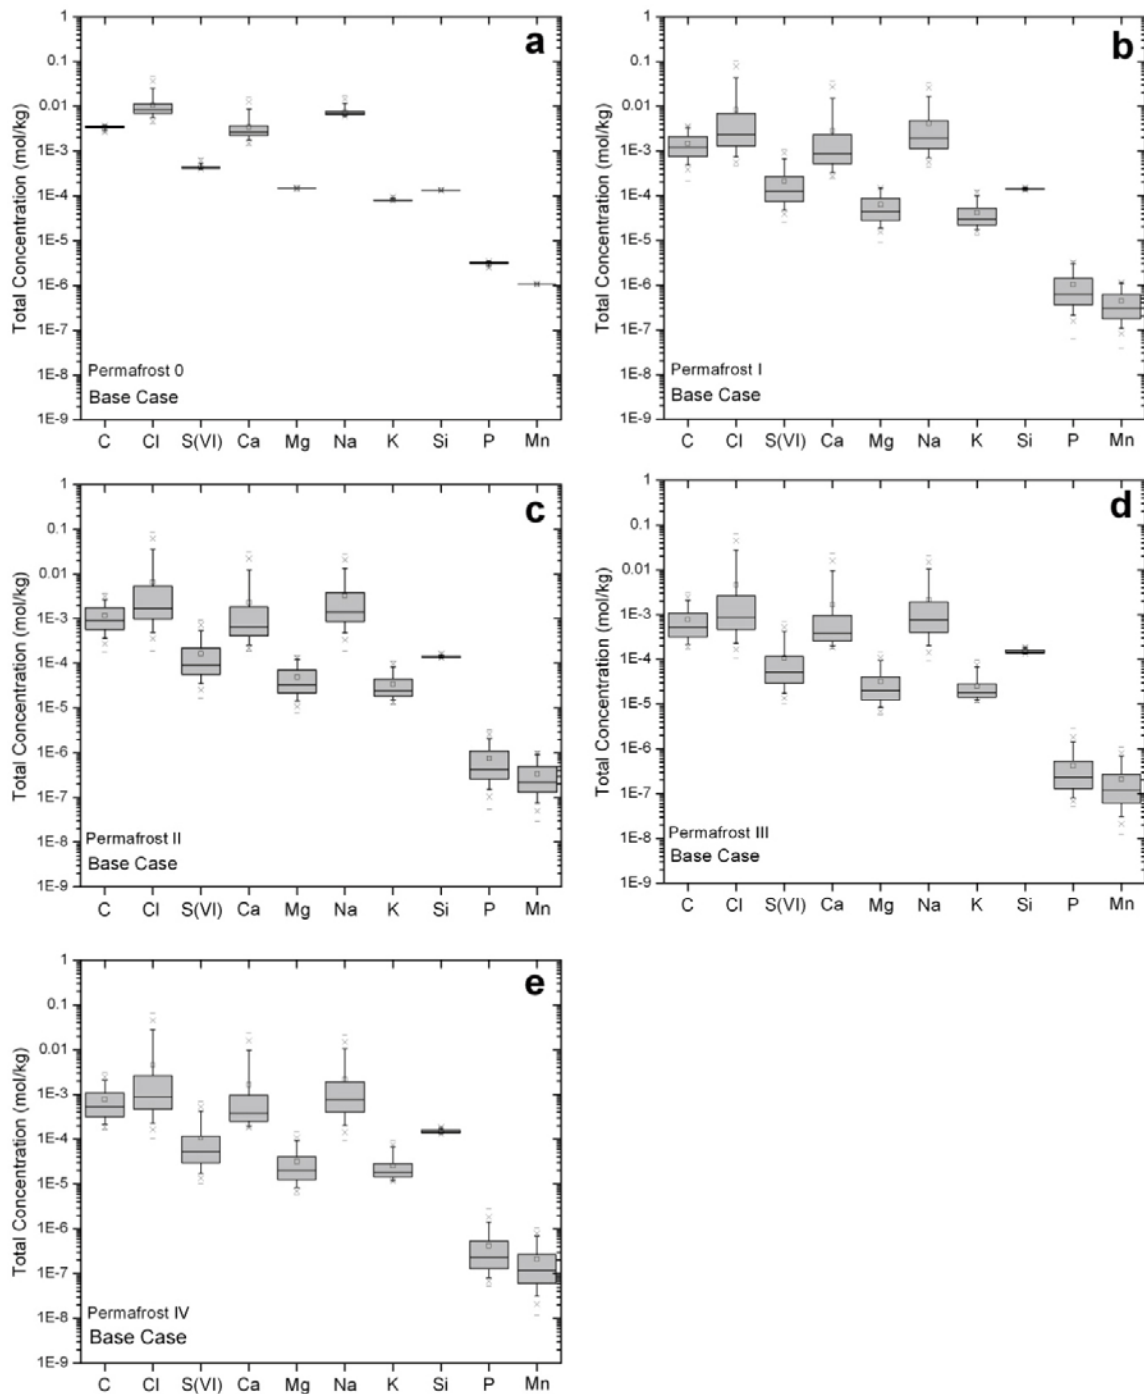 a
Total Concentration (mol/kg)
1
0.1
0.01
1E-3
1E-4
1E-5
1E-6
1E-7
1E-8
1E-9
Permafrost 0
Base Case
C Cl S(VI) Ca Mg Na K Si P Mn
b
Total Concentration (mol/kg)
1
0.1
0.01
1E-3
1E-4
1E-5
1E-6
1E-7
1E-8
1E-9
Permafrost I
Base Case
C Cl S(VI) Ca Mg Na K Si P Mn
c
Total Concentration (mol/kg)
1
0.1
0.01
1E-3
1E-4
1E-5
1E-6
1E-7
1E-8
1E-9
Permafrost II
Base Case
C Cl S(VI) Ca Mg Na K Si P Mn
d
Total Concentration (mol/kg)
1
0.1
0.01
1E-3
1E-4
1E-5
1E-6
1E-7
1E-8
1E-9
Permafrost III
Base Case
C Cl S(VI) Ca Mg Na K Si P Mn
e
Total Concentration (mol/kg)
1
0.1
0.01
1E-3
1E-4
1E-5
1E-6
1E-7
1E-8
1E-9
Permafrost IV
Base Case
C Cl S(VI) Ca Mg Na K Si P Mn